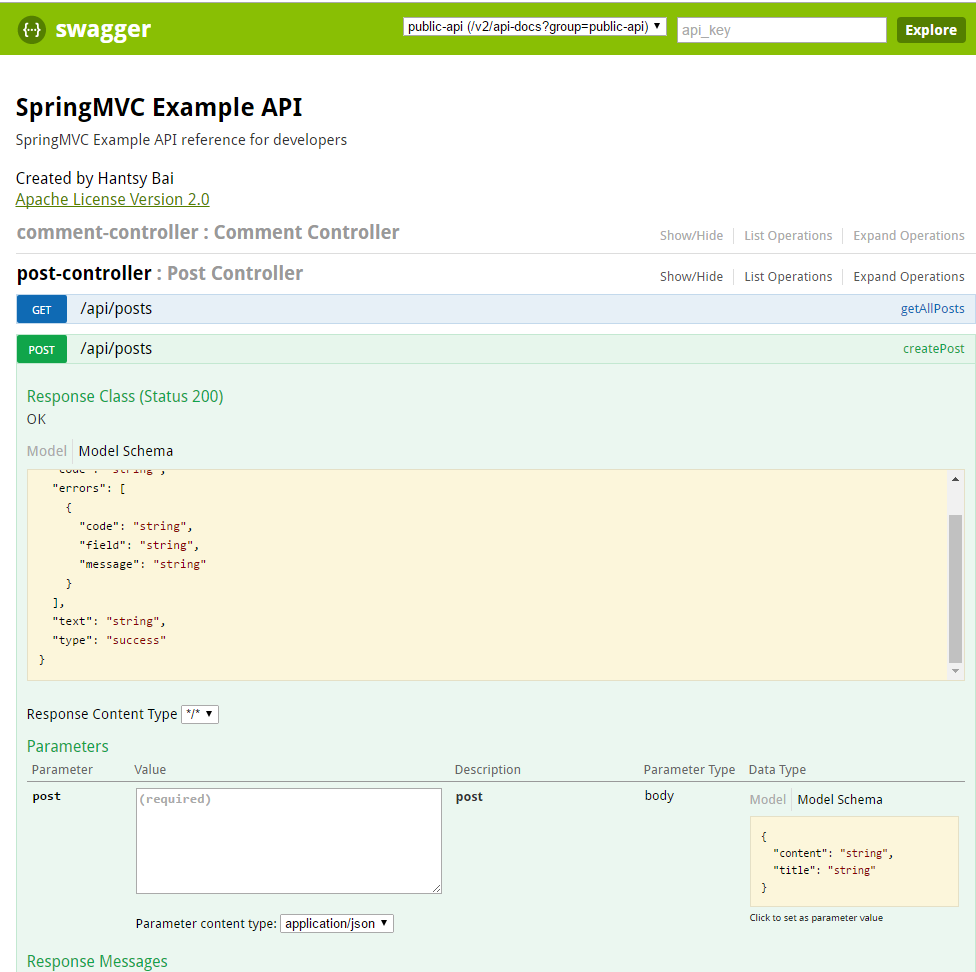 {···} swagger public-api (/v2/api-docs?group=public-api) ▼ api_key Explore
SpringMVC Example API
SpringMVC Example API reference for developers
Created by Hantsy Bai
Apache License Version 2.0
comment-controller : Comment Controller Show/Hide List Operations Expand Operations
post-controller : Post Controller Show/Hide List Operations Expand Operations
GET /api/posts getAllPosts
POST /api/posts createPost
Response Class (Status 200)
OK
Model Model Schema
"code": "string",
"errors": [
{
"code": "string",
"field": "string",
"message": "string"
}
],
"text": "string",
"type": "success"
}
Response Content Type */* ▼
Parameters
Parameter Value Description Parameter Type Data Type
post (required) post body Model Model Schema
{
"content": "string",
"title": "string"
}
Click to set as parameter value
Parameter content type: application/json ▼
Response Messages